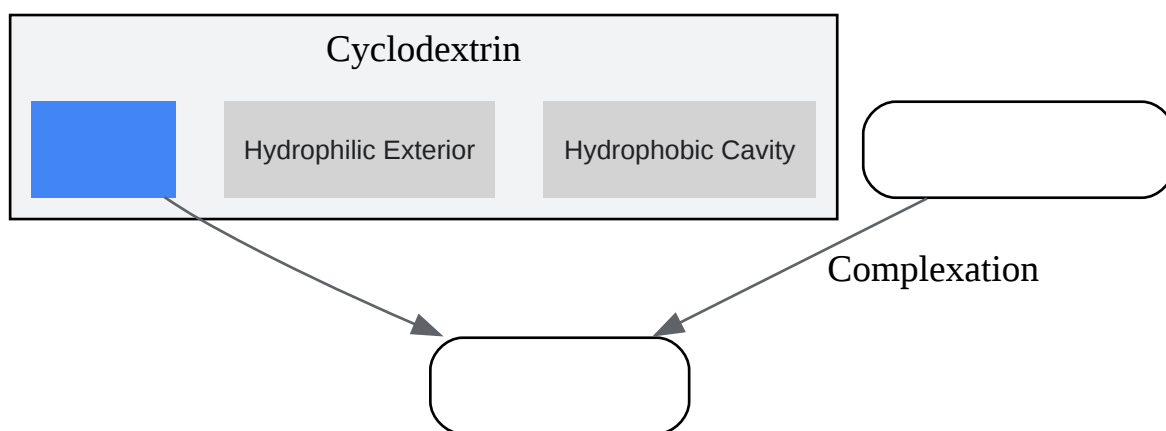 Cyclodextrin
Hydrophilic Exterior
Hydrophobic Cavity
Complexation